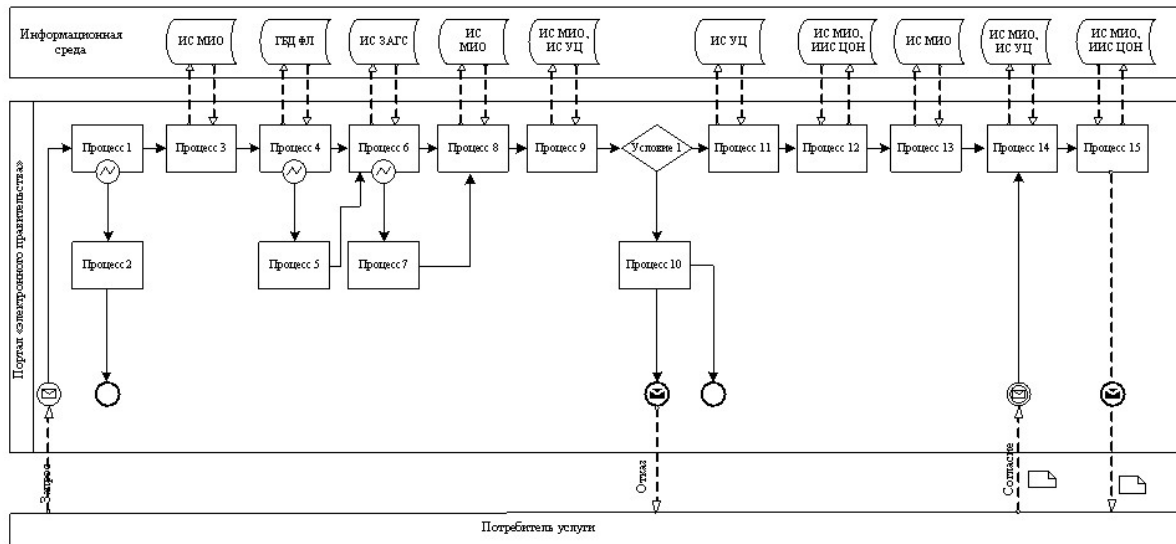 Информационная
среда
ИС МИО
ГБД ФЛ
ИС ЗАГС
ИС
МИО
ИС МИО,
ИС УЦ
ИС УЦ
ИС МИО,
ИИС ЦОН
ИС МИО
ИС МИО,
ИС УЦ
ИС МИО,
ИИС ЦОН
Портал «электронного правительства»
Процесс 1
Процесс 3
Процесс 4
Процесс 6
Процесс 8
Процесс 9
Условие 1
Процесс 11
Процесс 12
Процесс 13
Процесс 14
Процесс 15
Процесс 2
Процесс 5
Процесс 7
Процесс 10
Запрос
Отказ
Согласие
Потребитель услуги